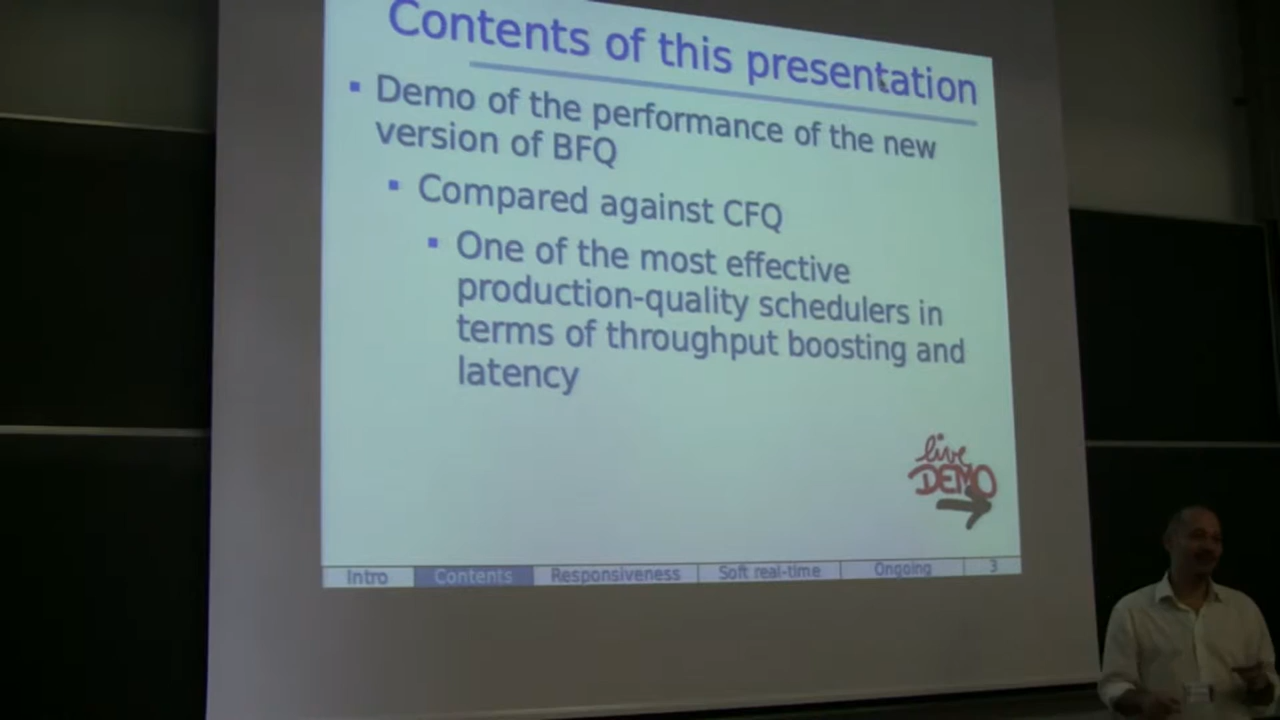 Contents of this presentation
Demo of the performance of the new
version of BFQ
Compared against CFQ
One of the most effective
production-quality schedulers in
terms of throughput boosting and
latency
live
DEMO
Intro Contents Responsiveness Soft real-time Ongoing 3